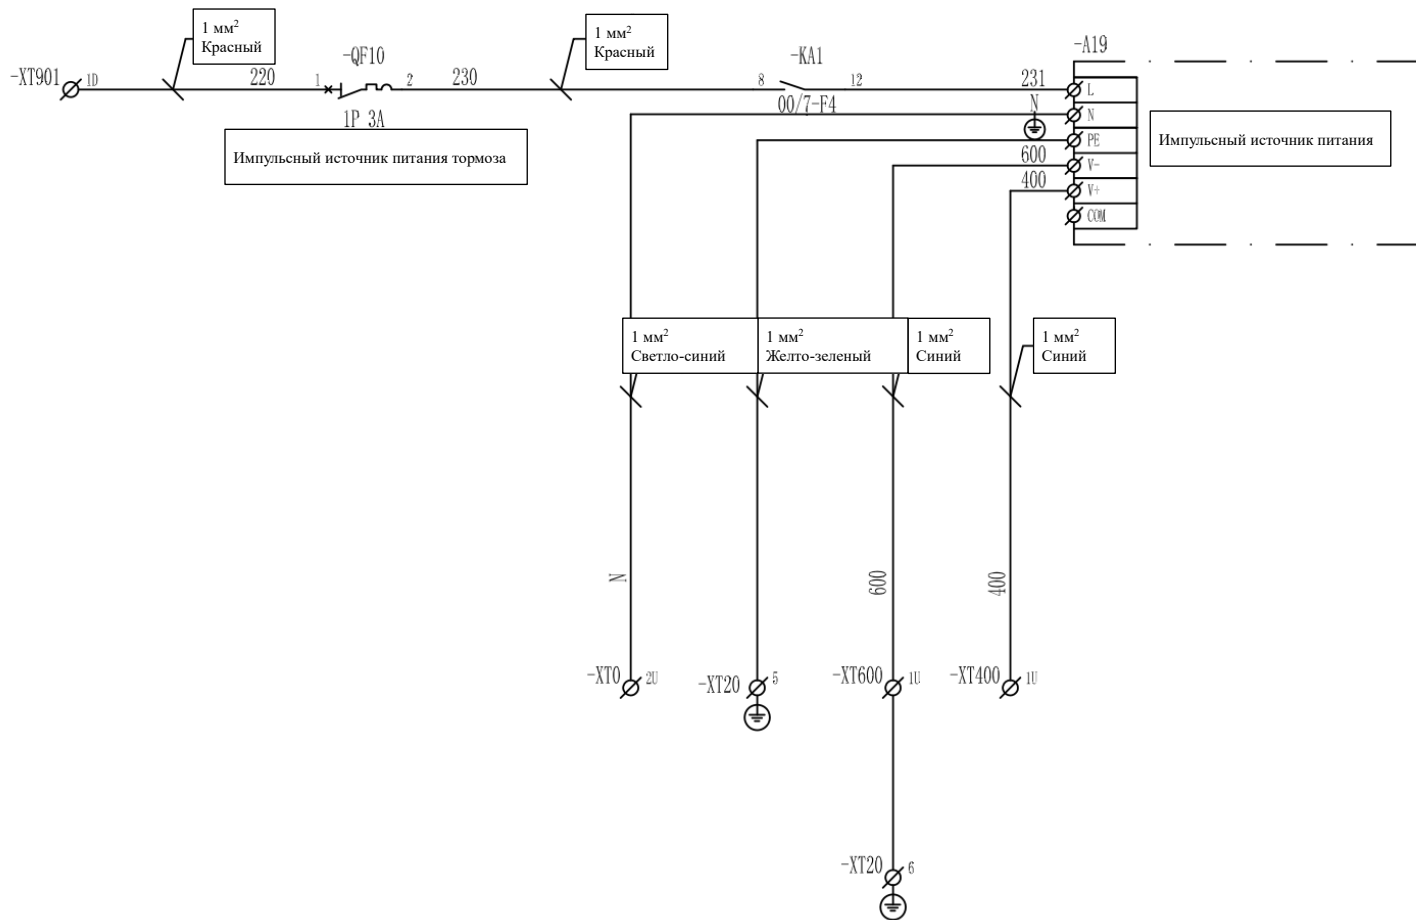 1 мм²
Красный
1 мм²
Красный
-QF10
-KA1
-A19
-XT901
1D
220
1
2
230
8
12
231
L
00/7-F4
N
N
1P 3A
PE
Импульсный источник питания тормоза
Импульсный источник питания
600
V-
400
V+
COM
1 мм²
Светло-синий
1 мм²
Желто-зеленый
1 мм²
Синий
1 мм²
Синий
N
600
400
-XT0
2U
-XT20
5
-XT600
1U
-XT400
1U
-XT20
6